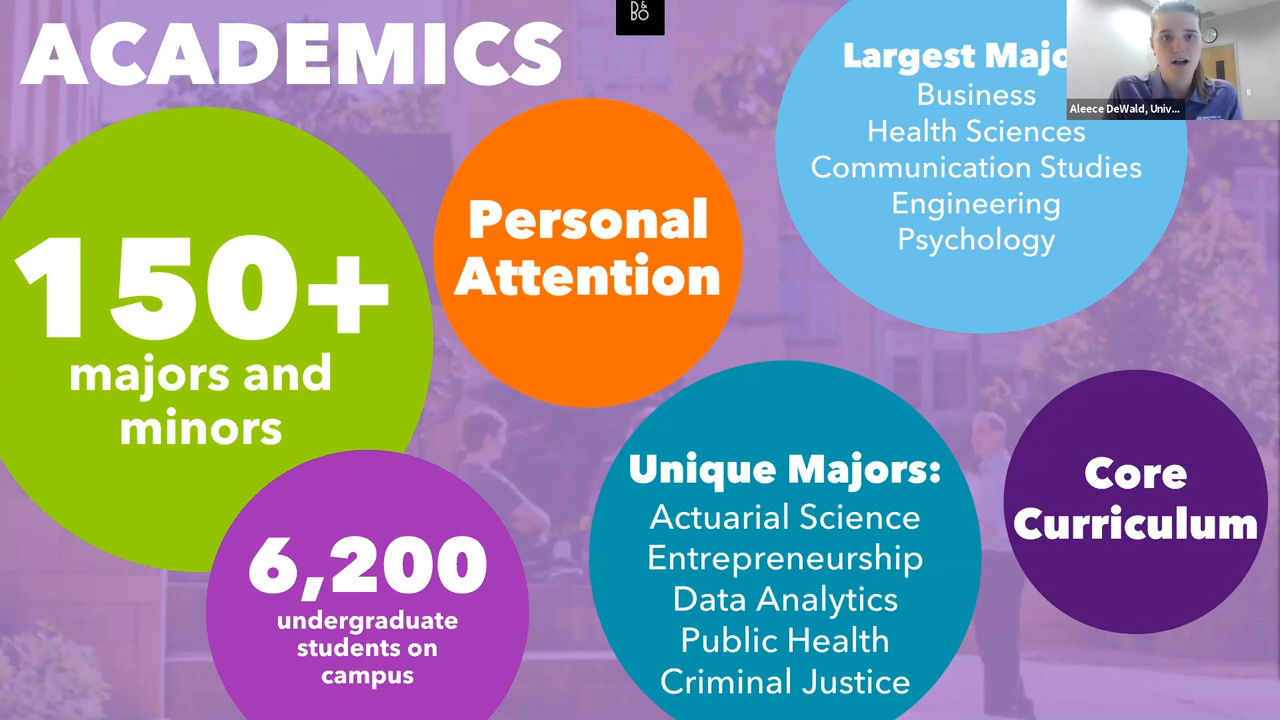 ACADEMICS
150+
majors and
minors
6,200
undergraduate
students on
campus
Personal
Attention
Largest Majo
Business
Health Sciences
Communication Studies
Engineering
Psychology
Unique Majors:
Actuarial Science
Entrepreneurship
Data Analytics
Public Health
Criminal Justice
Core
Curriculum
Aleece DeWald, Univ...